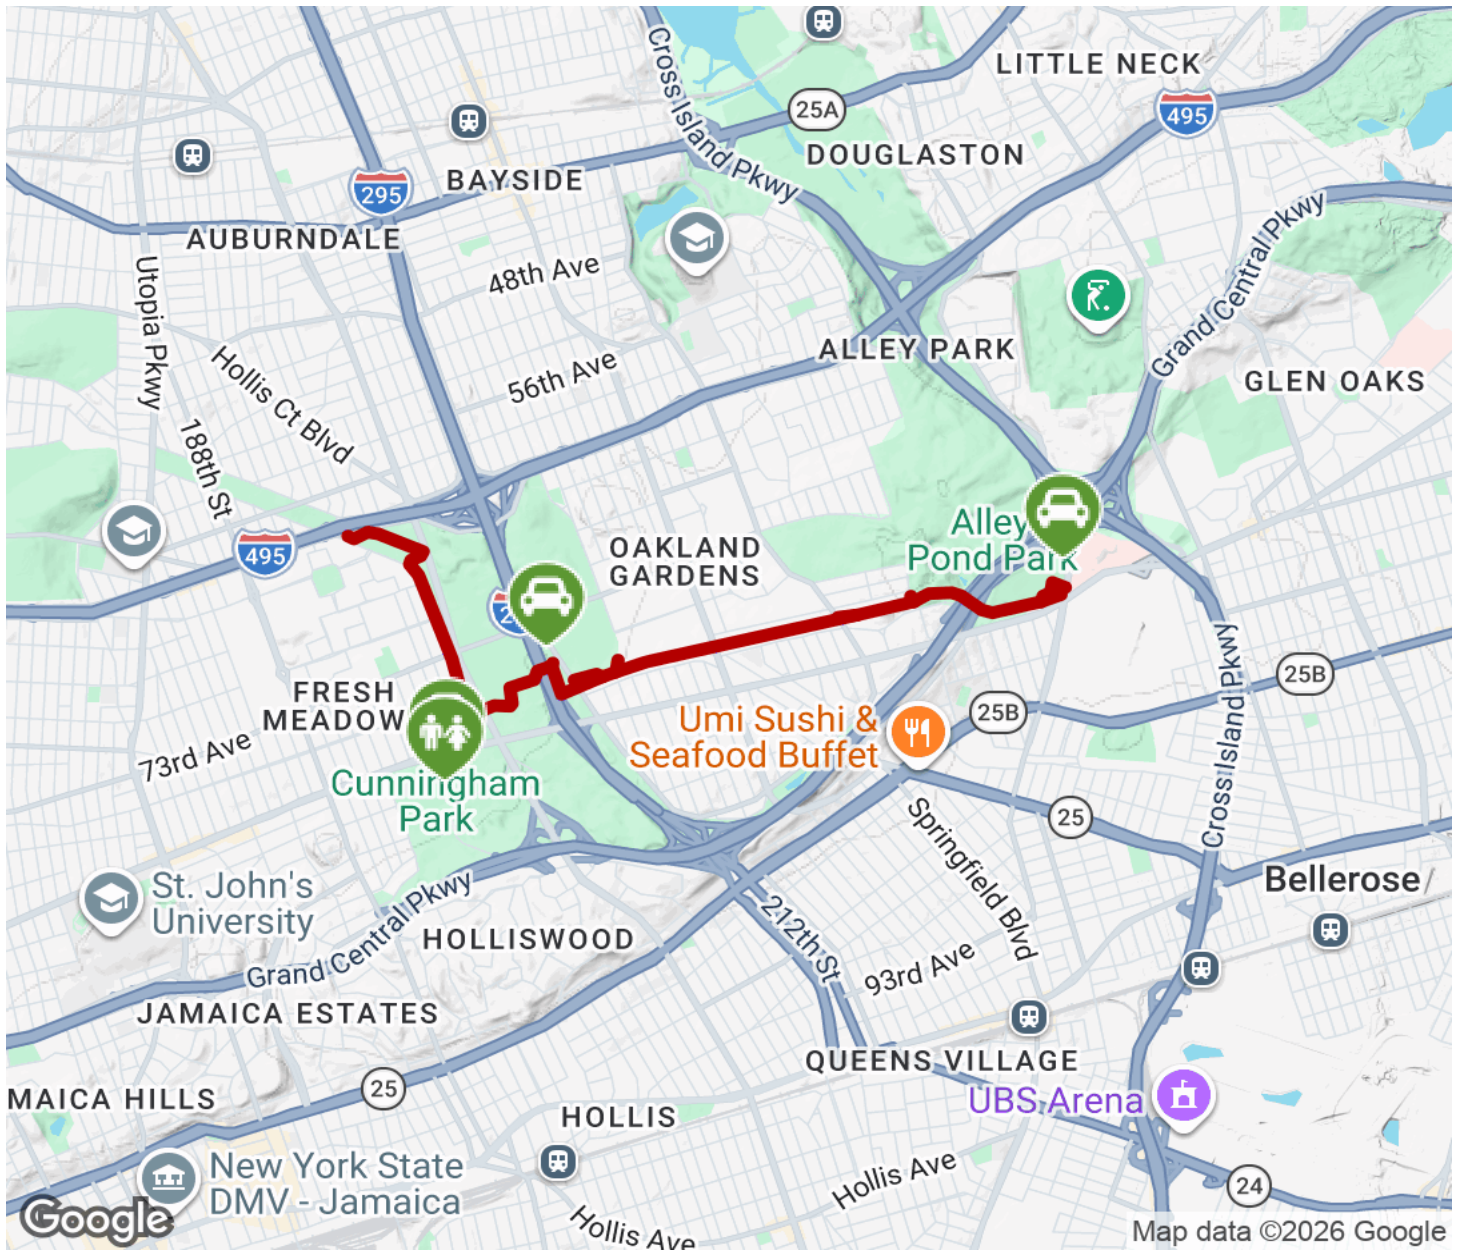 LITTLE NECK
Cross Island Pkwy
25A
495
DOUGLASTON
BAYSIDE
295
AUBURNDALE
Utopia Pkwy
48th Ave
Grand Central Pkwy
ALLEY PARK
GLEN OAKS
56th Ave
Hollis Ct Blvd
188th St
495
OAKLAND
GARDENS
Alley
Pond Park
Cross Island Pkwy
25B
FRESH
MEADOW
73rd Ave
Umi Sushi &
Seafood Buffet
25B
Cunningham
Park
25
Springfield Blvd
Bellerose
St. John's
University
Grand Central Pkwy
HOLLISWOOD
212th St
93rd Ave
JAMAICA ESTATES
QUEENS VILLAGE
25
MAICA HILLS
UBS Arena
HOLLIS
New York State
DMV - Jamaica
Hollis Ave
24
Hollis Ave
Google
Map data ©2026 Google